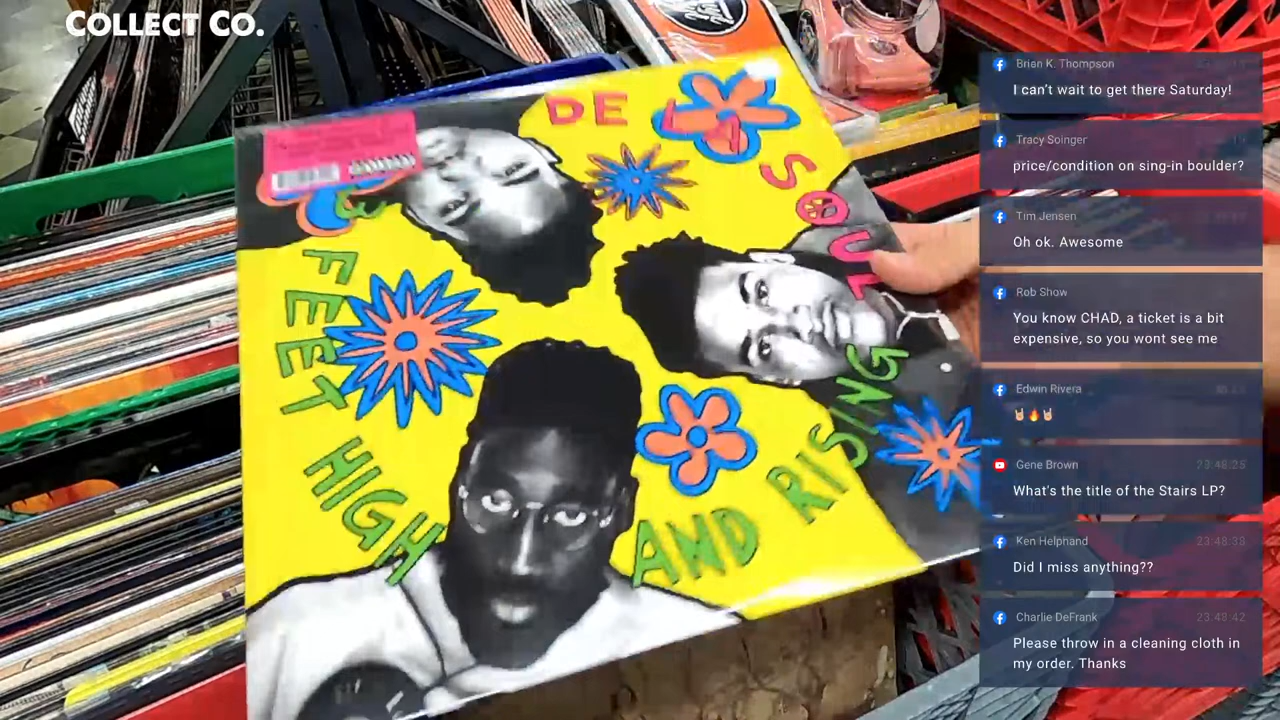 COLLECT CO.
DE LA
SOUL
3
FEET
HIGH
AND RISING
Brian K. Thompson
I can't wait to get there Saturday!
Tracy Soinger
price/condition on sing-in boulder?
Tim Jensen
Oh ok. Awesome
Rob Show
You know CHAD, a ticket is a bit
expensive, so you wont see me
Edwin Rivera
🤘🏼🔥🤘🏼
Gene Brown 23:48:25
What's the title of the Stairs LP?
Ken Helphand 23:48:38
Did I miss anything??
Charlie DeFrank 23:48:42
Please throw in a cleaning cloth in
my order. Thanks